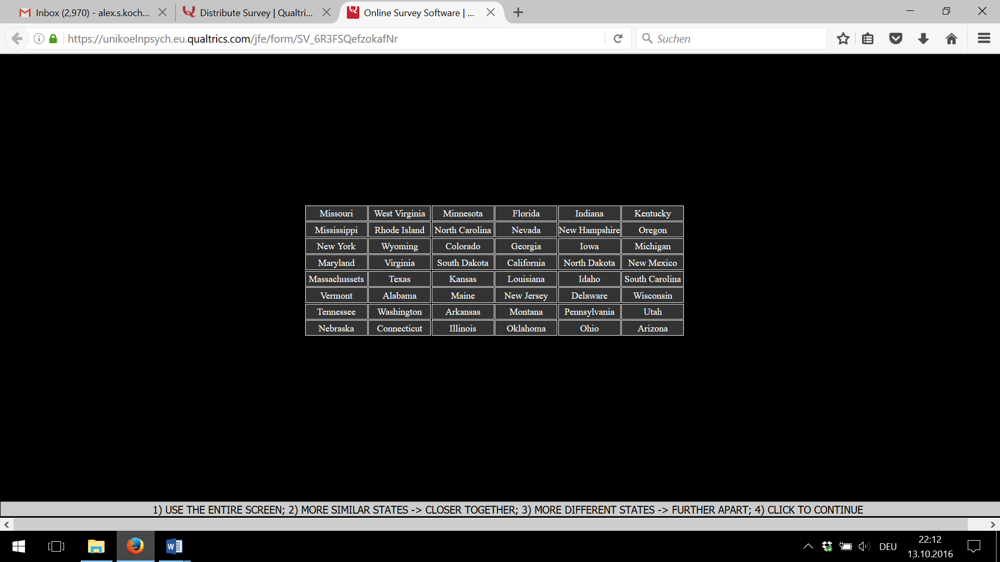 Inbox (2,970) - alex.s.koch... Distribute Survey | Qualtri... Online Survey Software | ...
https://unikoelnpsych.eu.qualtrics.com/jfe/form/SV_6R3FSQefzokafNr Suchen
Missouri West Virginia Minnesota Florida Indiana Kentucky
Mississippi Rhode Island North Carolina Nevada New Hampshire Oregon
New York Wyoming Colorado Georgia Iowa Michigan
Maryland Virginia South Dakota California North Dakota New Mexico
Massachussets Texas Kansas Louisiana Idaho South Carolina
Vermont Alabama Maine New Jersey Delaware Wisconsin
Tennessee Washington Arkansas Montana Pennsylvania Utah
Nebraska Connecticut Illinois Oklahoma Ohio Arizona
1) USE THE ENTIRE SCREEN; 2) MORE SIMILAR STATES -> CLOSER TOGETHER; 3) MORE DIFFERENT STATES -> FURTHER APART; 4) CLICK TO CONTINUE
DEU 22:12
13.10.2016